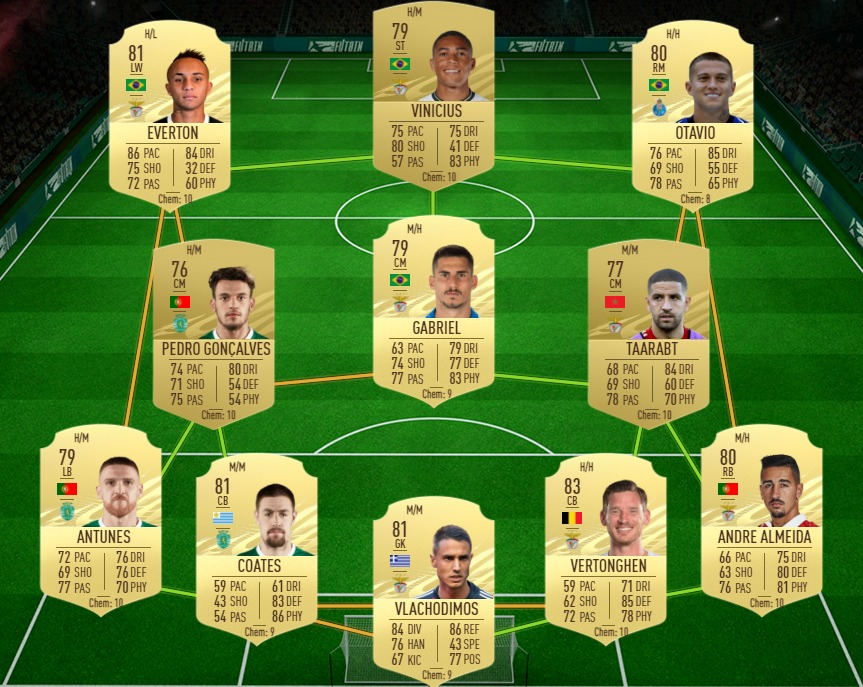 FUTBIN
FUTBIN
FUTBIN
FUTBIN
H/L
81
LW
EVERTON
86 PAC 84 DRI
75 SHO 32 DEF
72 PAS 60 PHY
Chem: 10
H/M
79
ST
VINICIUS
75 PAC 75 DRI
80 SHO 41 DEF
57 PAS 83 PHY
Chem: 10
H/H
80
RM
OTAVIO
76 PAC 85 DRI
69 SHO 55 DEF
78 PAS 65 PHY
Chem: 8
H/M
76
CM
PEDRO GONÇALVES
74 PAC 80 DRI
71 SHO 54 DEF
75 PAS 54 PHY
Chem: 10
M/H
79
CM
GABRIEL
63 PAC 79 DRI
74 SHO 77 DEF
77 PAS 83 PHY
Chem: 9
M/M
77
CM
TAARABT
68 PAC 84 DRI
69 SHO 60 DEF
78 PAS 70 PHY
Chem: 10
H/M
79
LB
ANTUNES
72 PAC 76 DRI
69 SHO 76 DEF
77 PAS 70 PHY
Chem: 10
M/M
81
CB
COATES
59 PAC 61 DRI
43 SHO 83 DEF
54 PAS 86 PHY
Chem: 9
M/M
81
GK
VLACHODIMOS
84 DIV 86 REF
76 HAN 43 SPE
67 KIC 77 POS
Chem: 9
H/H
83
CB
VERTONGHEN
59 PAC 71 DRI
62 SHO 85 DEF
72 PAS 78 PHY
Chem: 10
M/H
80
RB
ANDRE ALMEIDA
66 PAC 75 DRI
63 SHO 80 DEF
76 PAS 81 PHY
Chem: 10